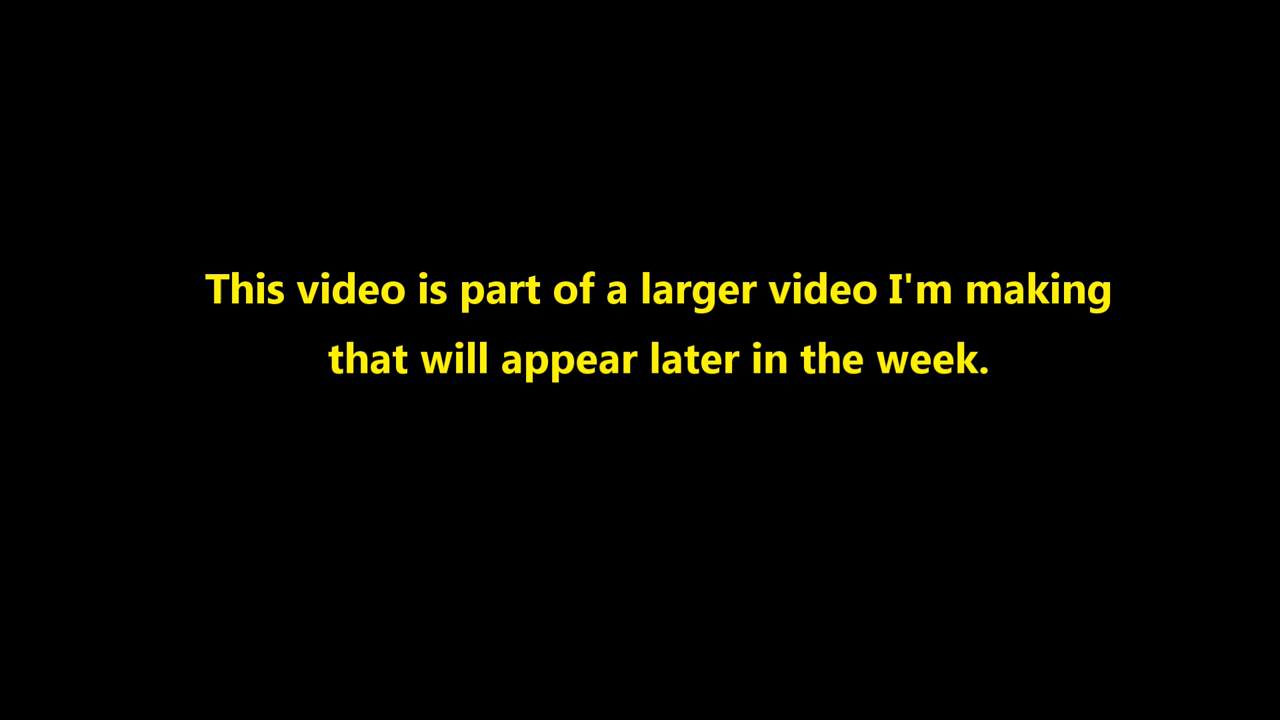 This video is part of a larger video I'm making
that will appear later in the week.